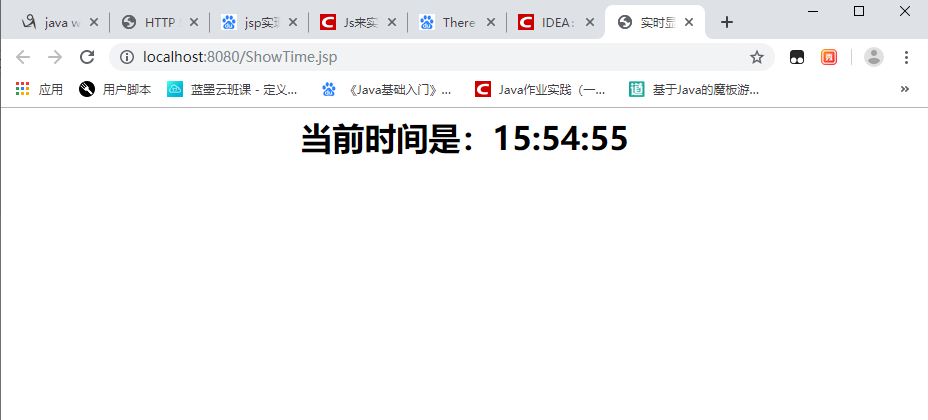 java w
HTTP
jsp实现
Js来实
There
IDEA
实时显
localhost:8080/ShowTime.jsp
应用 用户脚本 蓝墨云班课 - 定义... 《Java基础入门》... Java作业实践（一... 基于Java的魔板游... »
当前时间是：15:54:55